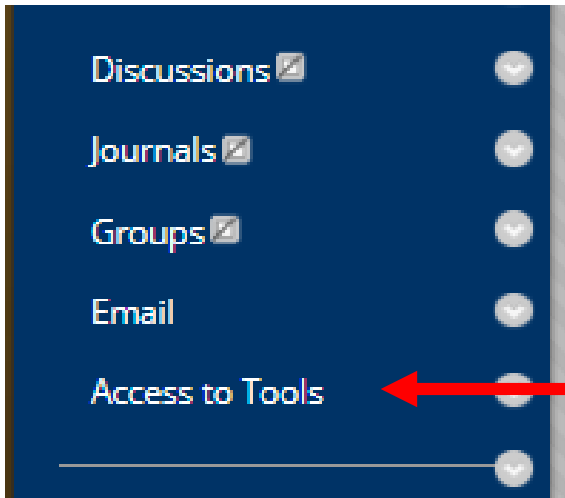 Discussions
Journals
Groups
Email
Access to Tools